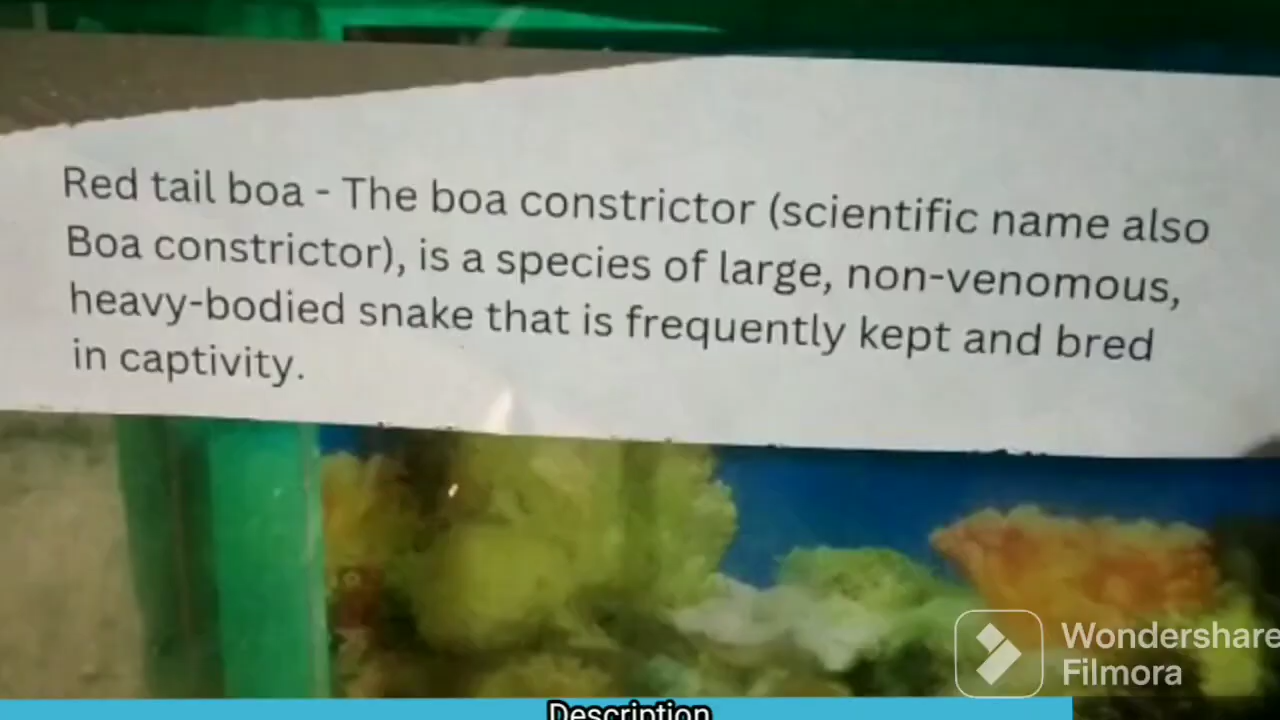 Red tail boa - The boa constrictor (scientific name also
Boa constrictor), is a species of large, non-venomous,
heavy-bodied snake that is frequently kept and bred
in captivity.
Wondershare
Filmora
Description